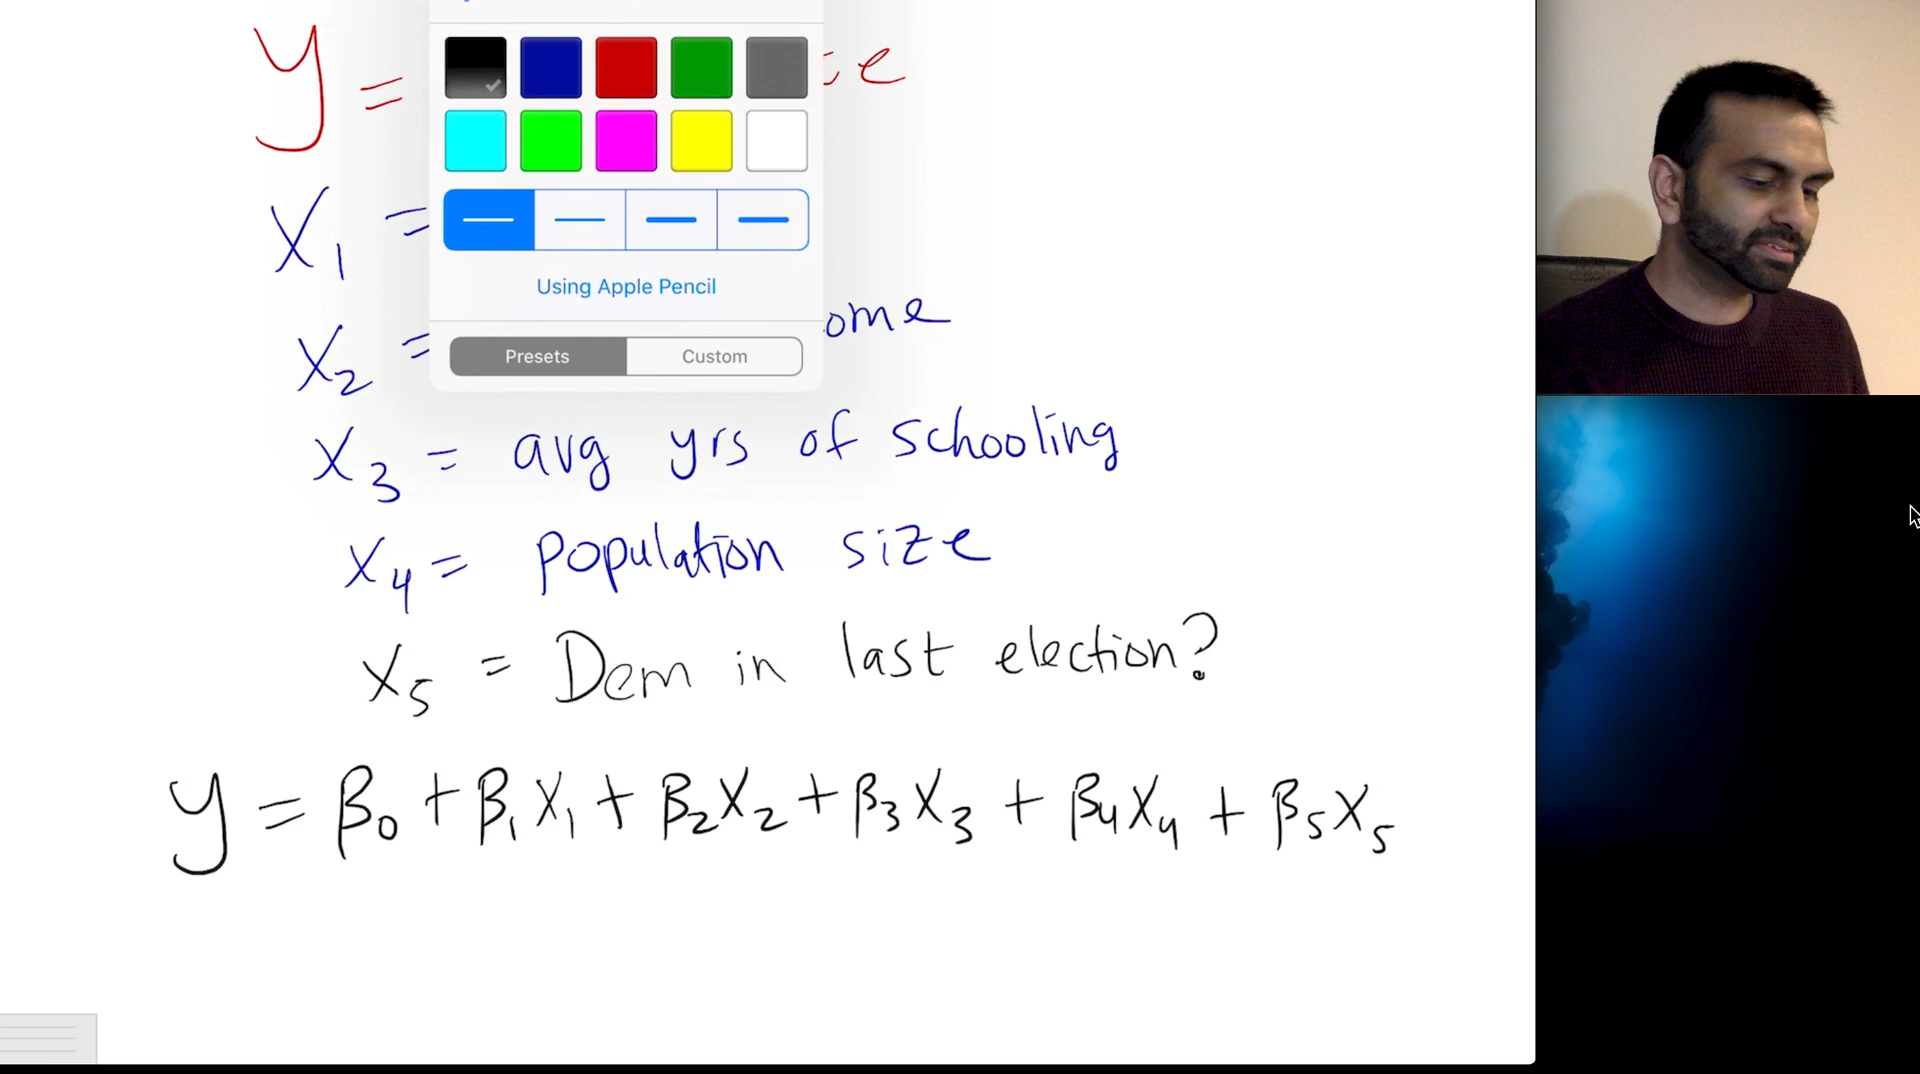 y =
x₁ =
x₂ = ome
x₃ = avg yrs of schooling
x₄ = population size
x₅ = Dem in last election?
y = β₀ + β₁x₁ + β₂x₂ + β₃x₃ + β₄x₄ + β₅x₅
Using Apple Pencil
Presets Custom